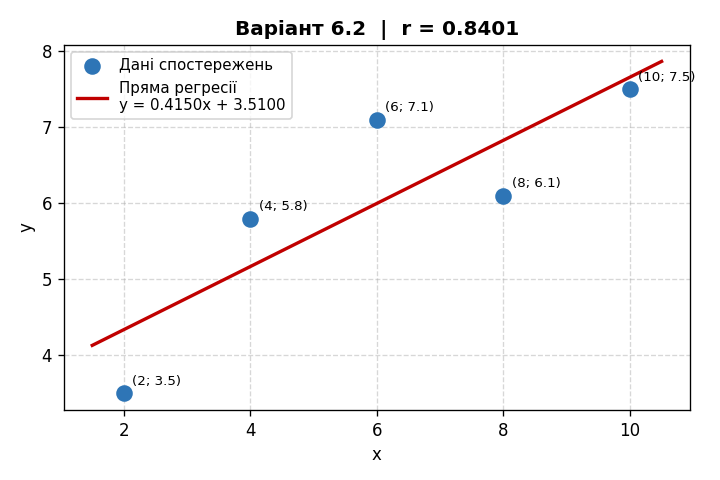 Варіант 6.2 | r = 0.8401
Дані спостережень
Пряма регресії
y = 0.4150x + 3.5100
(10; 7.5)
(6; 7.1)
(8; 6.1)
(4; 5.8)
(2; 3.5)
8
7
6
5
4
y
2 4 6 8 10
x